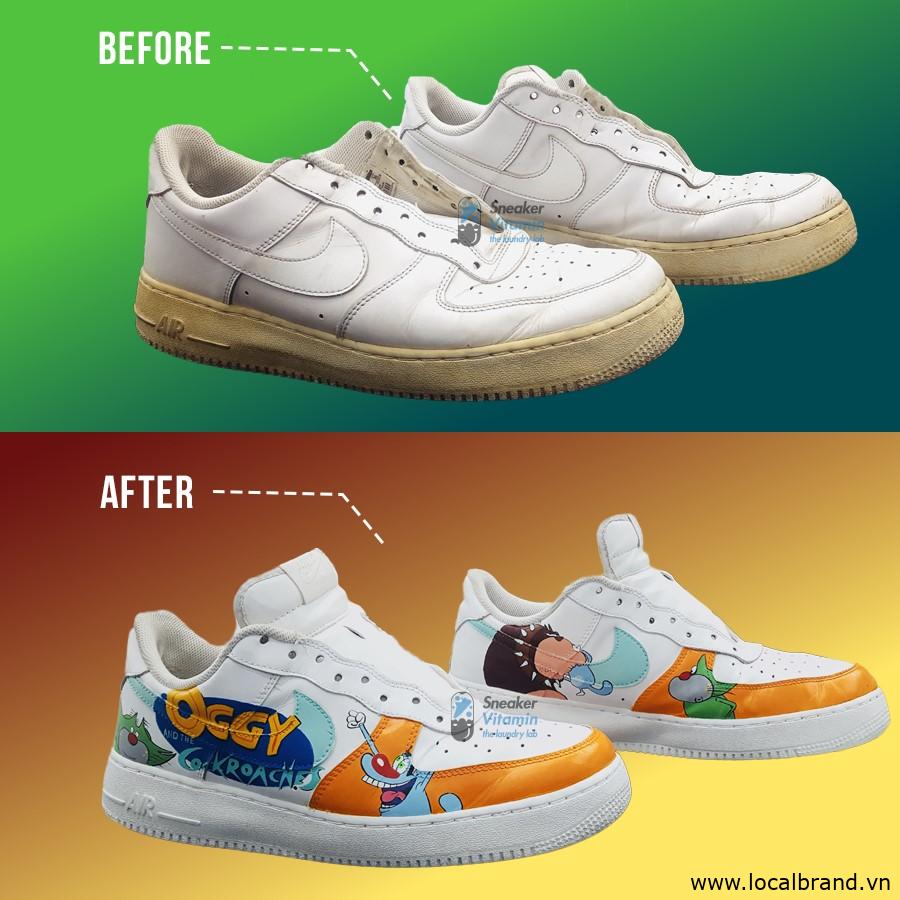 BEFORE
Sneaker
Vitamin
the laundry lab
AIR
AFTER
OGGY
AND THE
COCKROACHES
Sneaker
Vitamin
the laundry lab
AIR
www.localbrand.vn